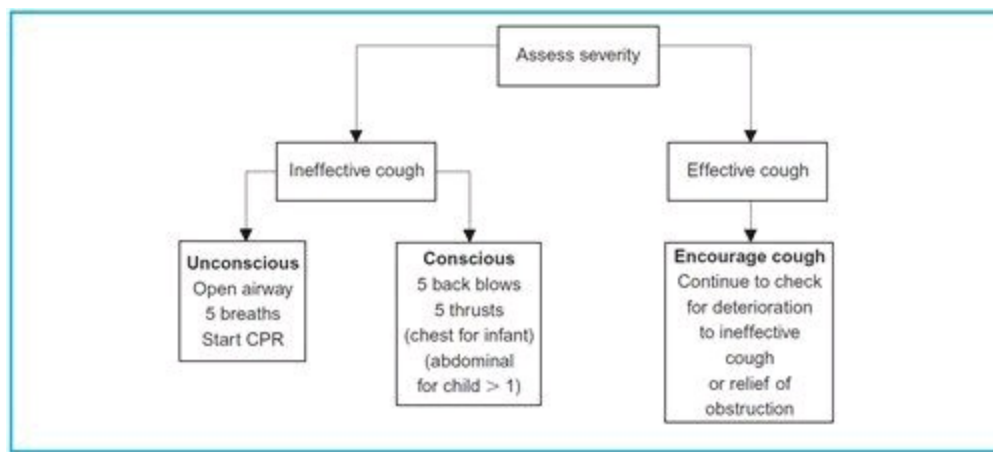 Assess severity
Ineffective cough
Effective cough
Unconscious
Open airway
5 breaths
Start CPR
Conscious
5 back blows
5 thrusts
(chest for infant)
(abdominal
for child > 1)
Encourage cough
Continue to check
for deterioration
to ineffective
cough
or relief of
obstruction